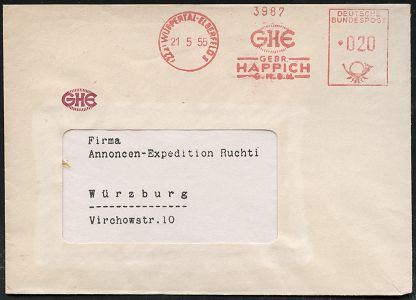 3987
(22a) WUPPERTAL-ELBERFELD 1
21.5.55
GHE
GEBR.
HAPPICH
G.M.B.H.
DEUTSCHE
BUNDESPOST
020
GHE
Firma
Annoncen-Expedition Ruchti
Würzburg
Virchowstr.10